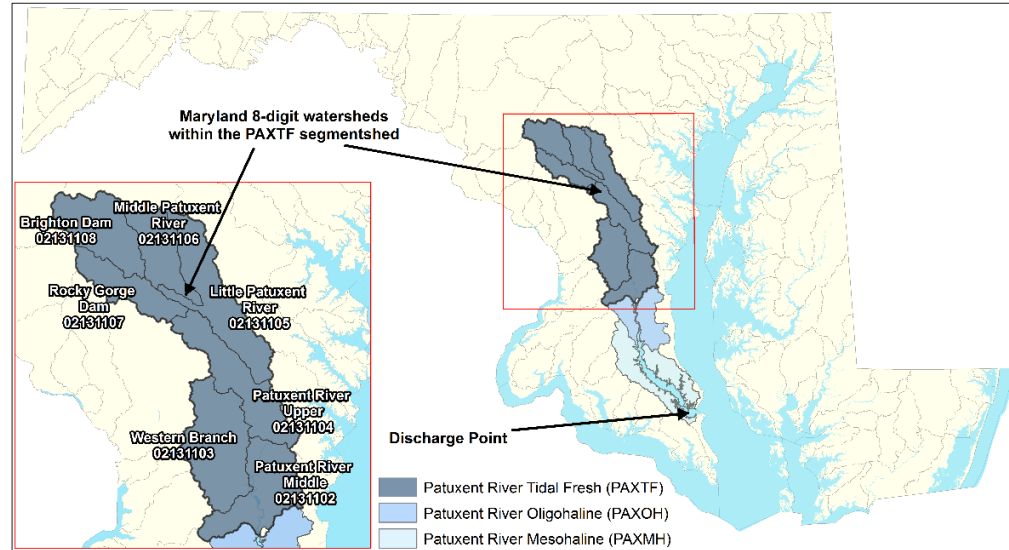 Maryland 8-digit watersheds
within the PAXTF segmentshed
Brighton Dam
02131108
Middle Patuxent
River
02131106
Rocky Gorge
Dam
02131107
Little Patuxent
River
02131105
Patuxent River
Upper
02131104
Western Branch
02131103
Patuxent River
Middle
02131102
Discharge Point
Patuxent River Tidal Fresh (PAXTF)
Patuxent River Oligohaline (PAXOH)
Patuxent River Mesohaline (PAXMH)